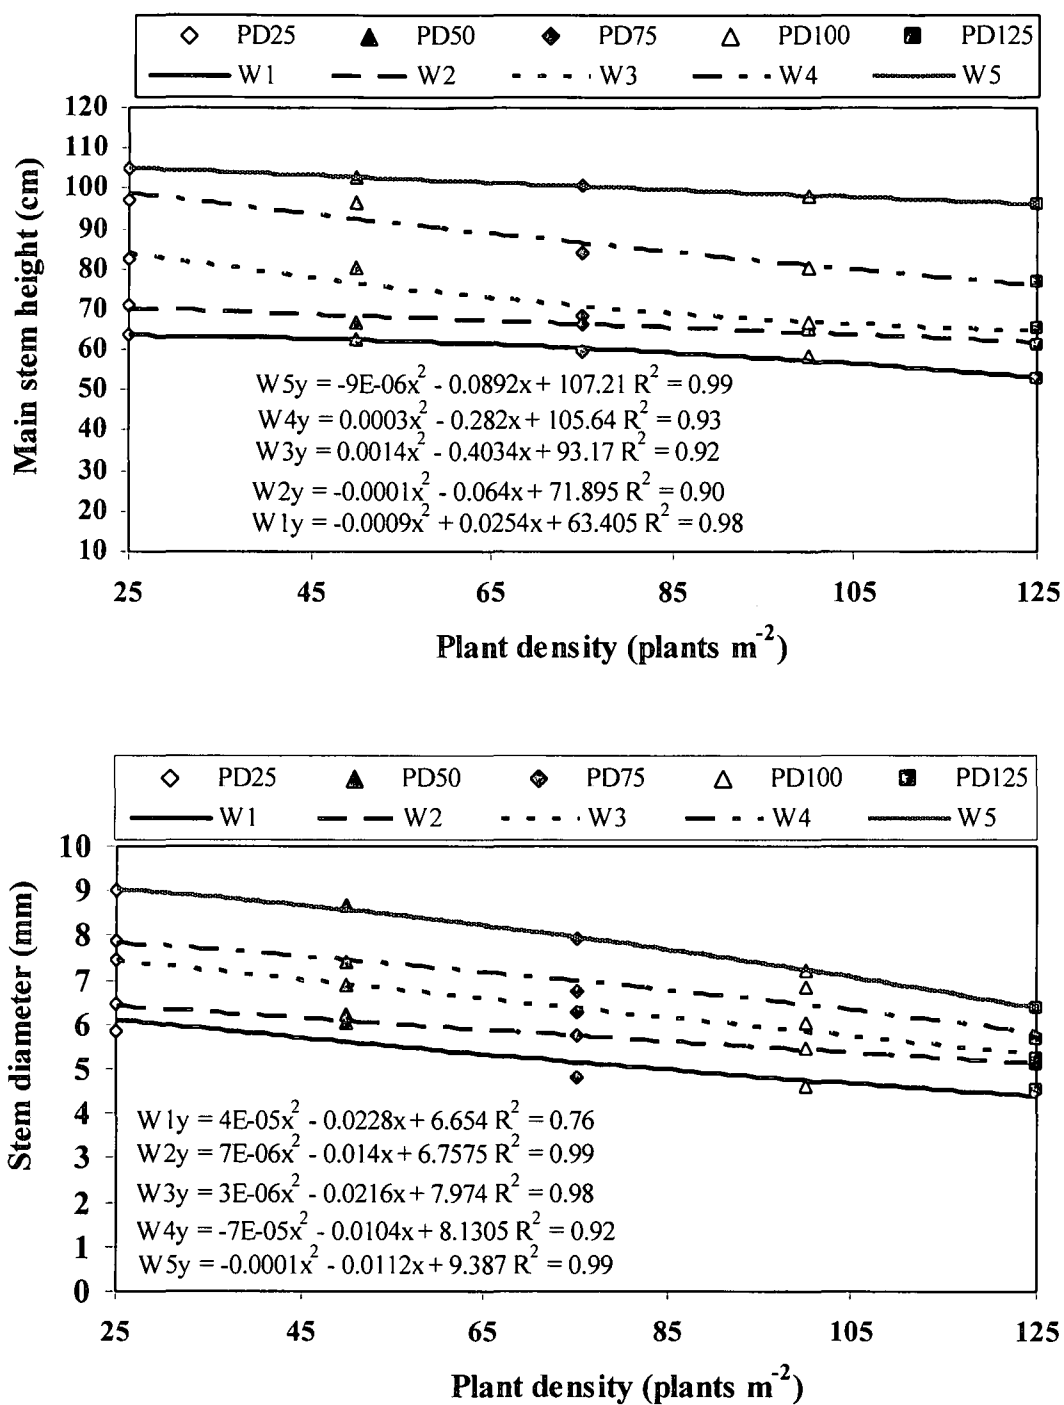 PD25 PD50 PD75 PD100 PD125
W1 W2 W3 W4 W5
120
110
100
90
80
70
60
50
40
30
20
10
Main stem height (cm)
W5y = -9E-06x² - 0.0892x + 107.21 R² = 0.99
W4y = 0.0003x² - 0.282x + 105.64 R² = 0.93
W3y = 0.0014x² - 0.4034x + 93.17 R² = 0.92
W2y = -0.0001x² - 0.064x + 71.895 R² = 0.90
W1y = -0.0009x² + 0.0254x + 63.405 R² = 0.98
25 45 65 85 105 125
Plant density (plants m⁻²)
PD25 PD50 PD75 PD100 PD125
W1 W2 W3 W4 W5
10
9
8
7
6
5
4
3
2
1
0
Stem diameter (mm)
W1y = 4E-05x² - 0.0228x + 6.654 R² = 0.76
W2y = 7E-06x² - 0.014x + 6.7575 R² = 0.99
W3y = 3E-06x² - 0.0216x + 7.974 R² = 0.98
W4y = -7E-05x² - 0.0104x + 8.1305 R² = 0.92
W5y = -0.0001x² - 0.0112x + 9.387 R² = 0.99
25 45 65 85 105 125
Plant density (plants m⁻²)